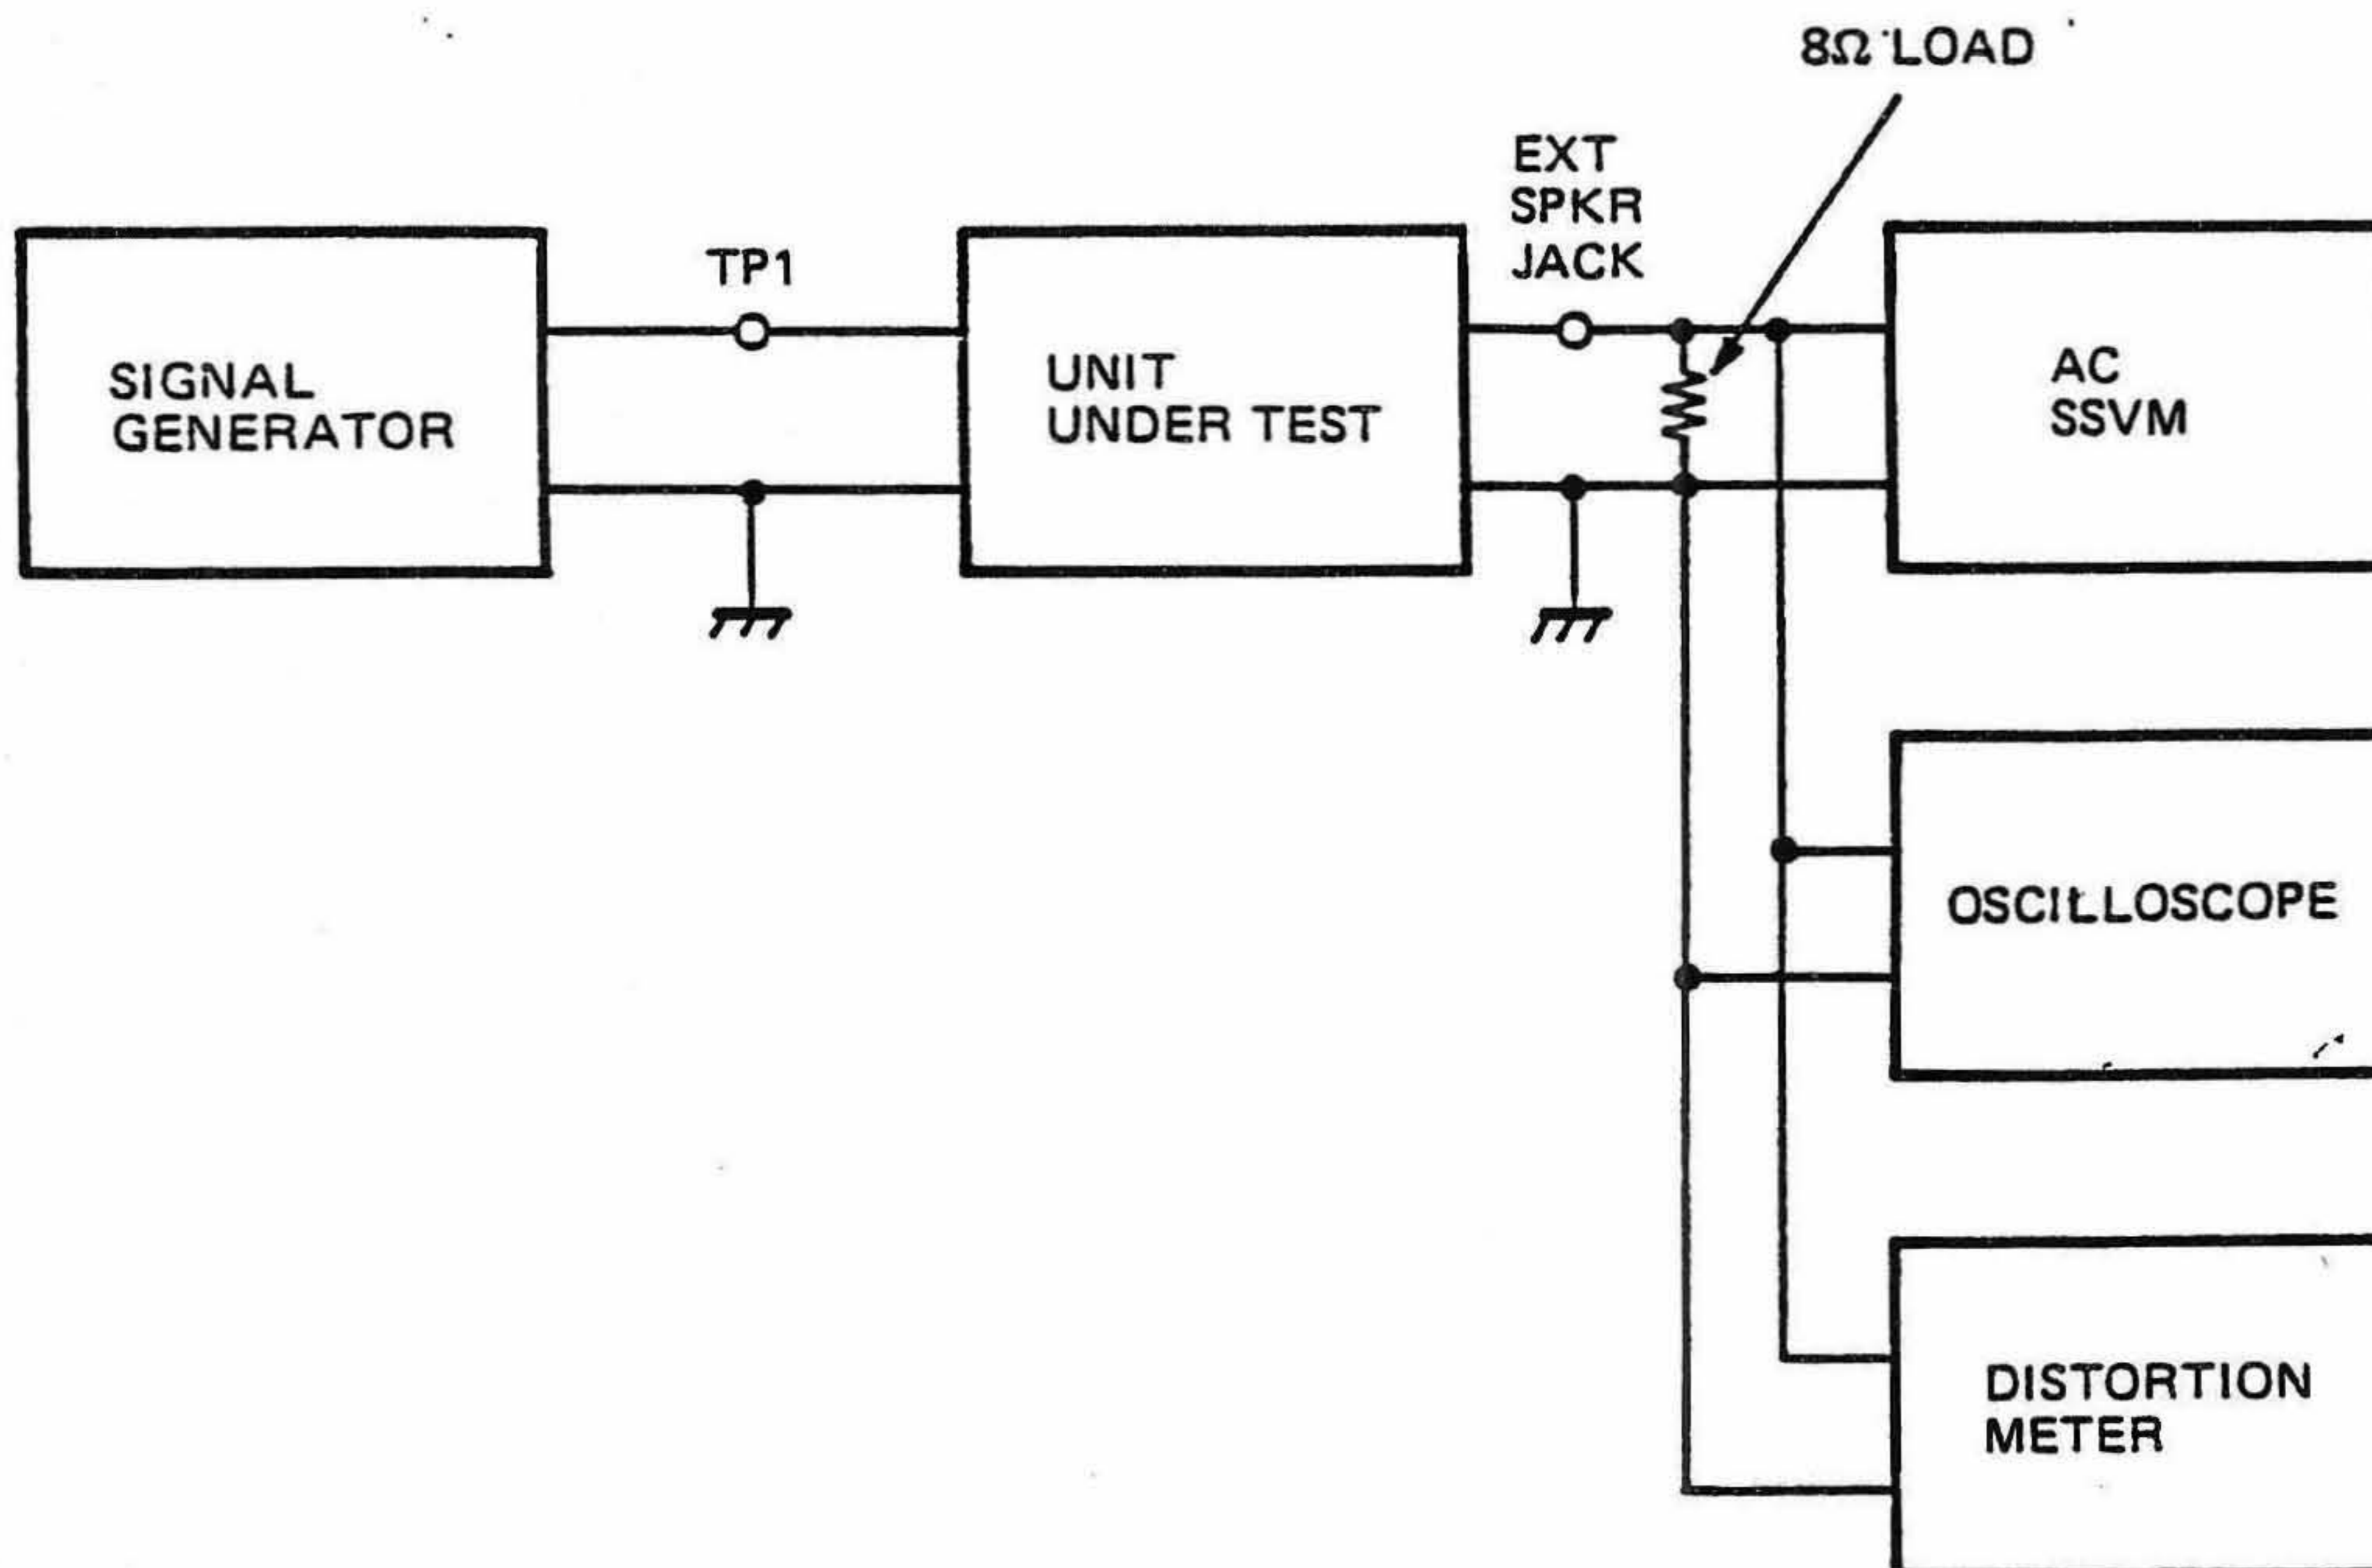 8Ω LOAD
EXT
SPKR
JACK
TP1
SIGNAL
GENERATOR
UNIT
UNDER TEST
AC
SSVM
OSCILLOSCOPE
DISTORTION
METER